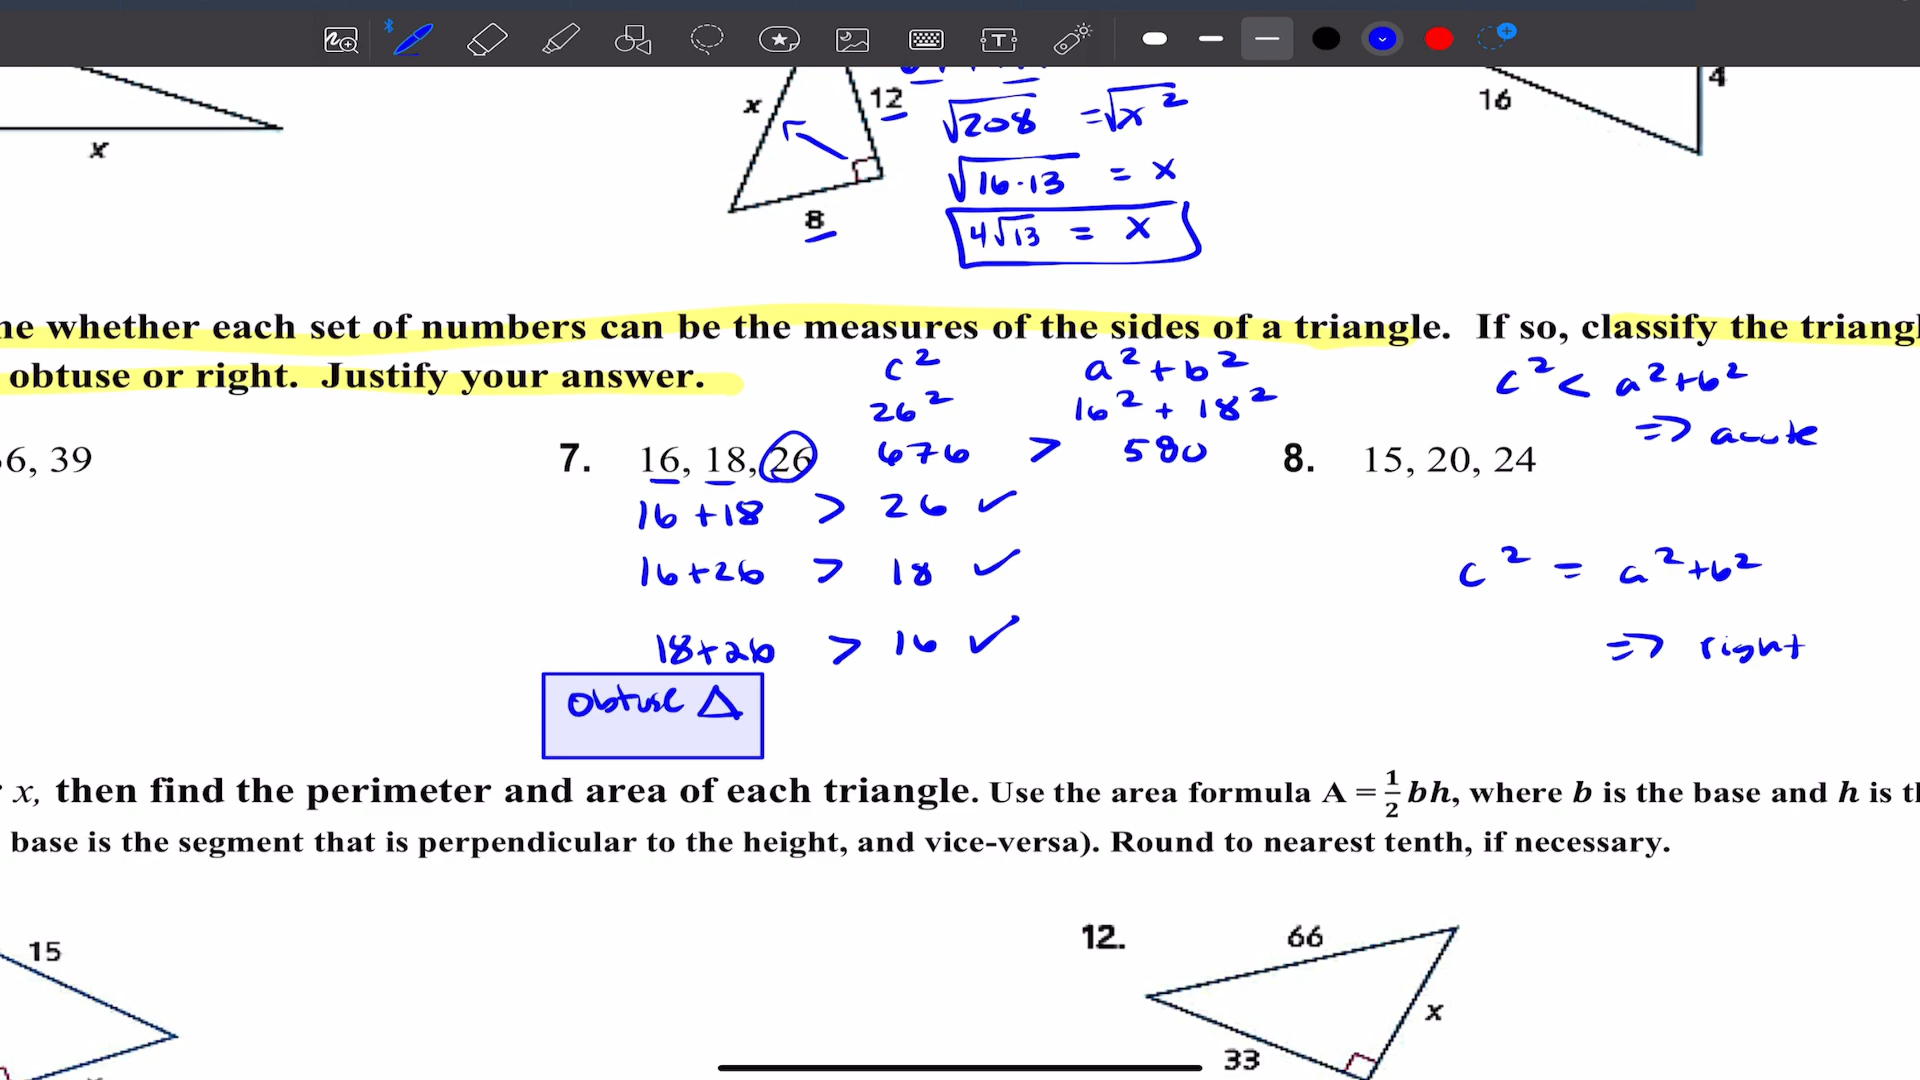 x
x
12
8
√208 = √x²
√16·13 = x
4√13 = x
16
4
ne whether each set of numbers can be the measures of the sides of a triangle. If so, classify the triangl
obtuse or right. Justify your answer.
c² a²+b²
26² 16² + 18²
676 > 580
c² < a²+b²
=> acute
6, 39
7. 16, 18, 26
16+18 > 26 ✓
16+26 > 18 ✓
18+26 > 16 ✓
Obtuse Δ
8. 15, 20, 24
c² = a²+b²
=> right
x, then find the perimeter and area of each triangle. Use the area formula A = 1/2 bh, where b is the base and h is th
base is the segment that is perpendicular to the height, and vice-versa). Round to nearest tenth, if necessary.
15
12.
66
x
33